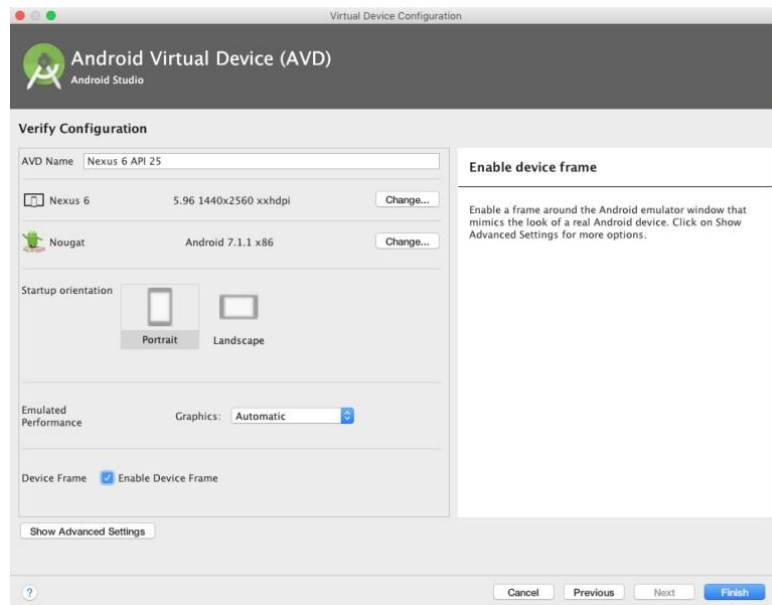 Virtual Device Configuration
Android Virtual Device (AVD)
Android Studio
Verify Configuration
AVD Name Nexus 6 API 25
Nexus 6 5.96 1440x2560 xxhdpi Change...
Nougat Android 7.1.1 x86 Change...
Startup orientation
Portrait Landscape
Emulated
Performance
Graphics: Automatic
Device Frame Enable Device Frame
Show Advanced Settings
Enable device frame
Enable a frame around the Android emulator window that
mimics the look of a real Android device. Click on Show
Advanced Settings for more options.
? Cancel Previous Next Finish